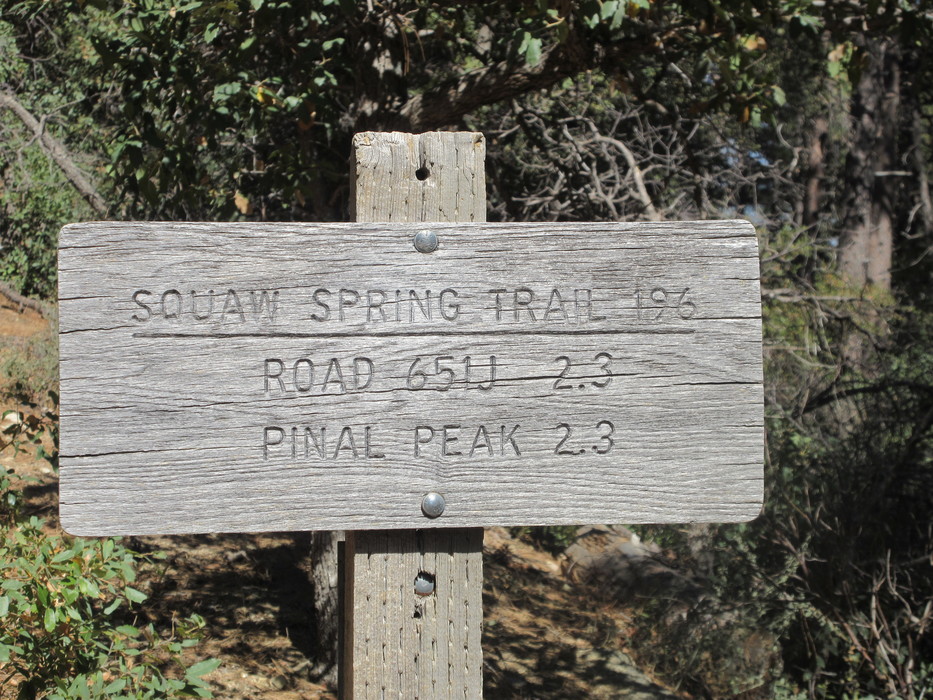 SQUAW SPRING TRAIL 196
ROAD 651J 2.3
PINAL PEAK 2.3